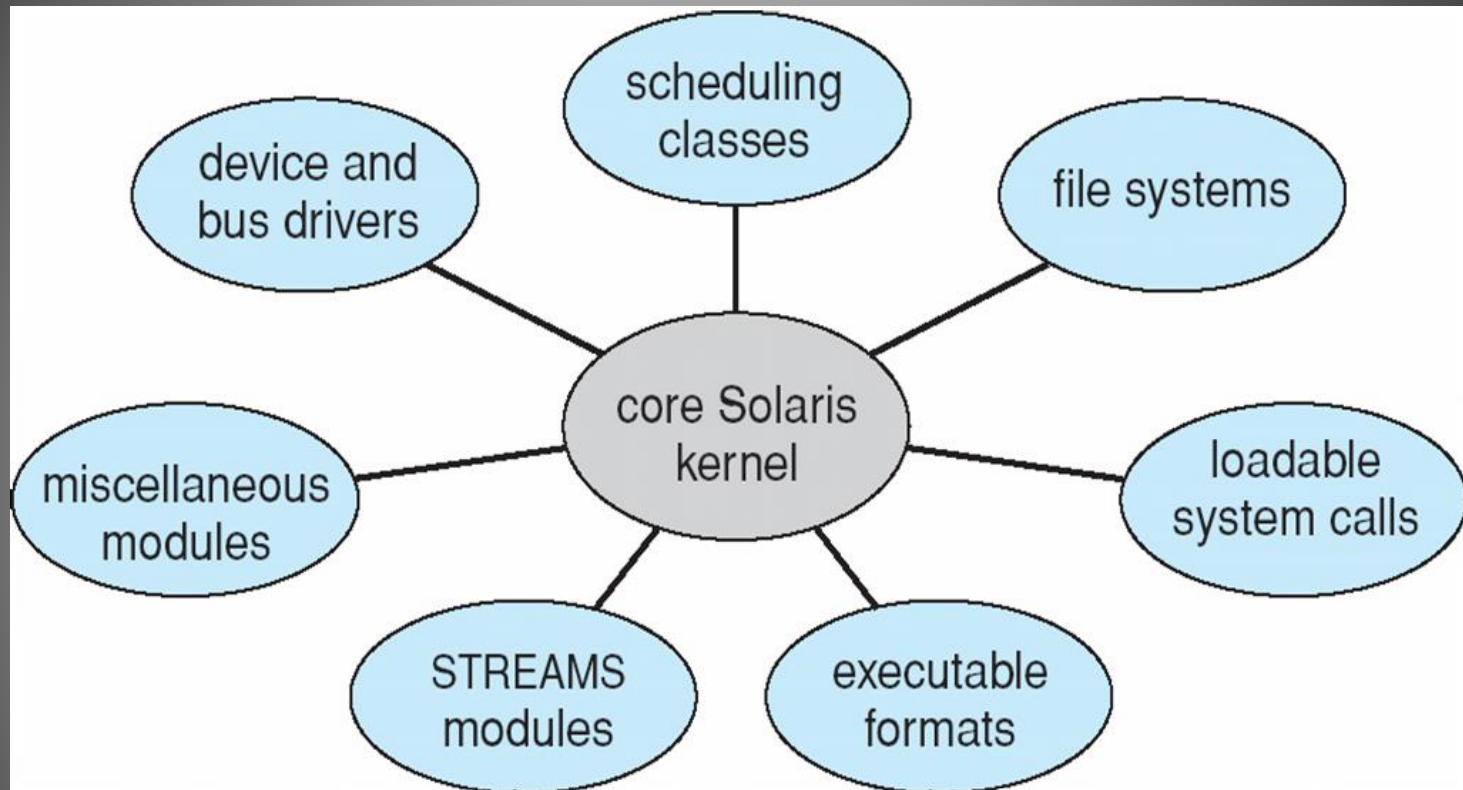 scheduling
classes
device and
bus drivers
file systems
core Solaris
kernel
miscellaneous
modules
loadable
system calls
STREAMS
modules
executable
formats